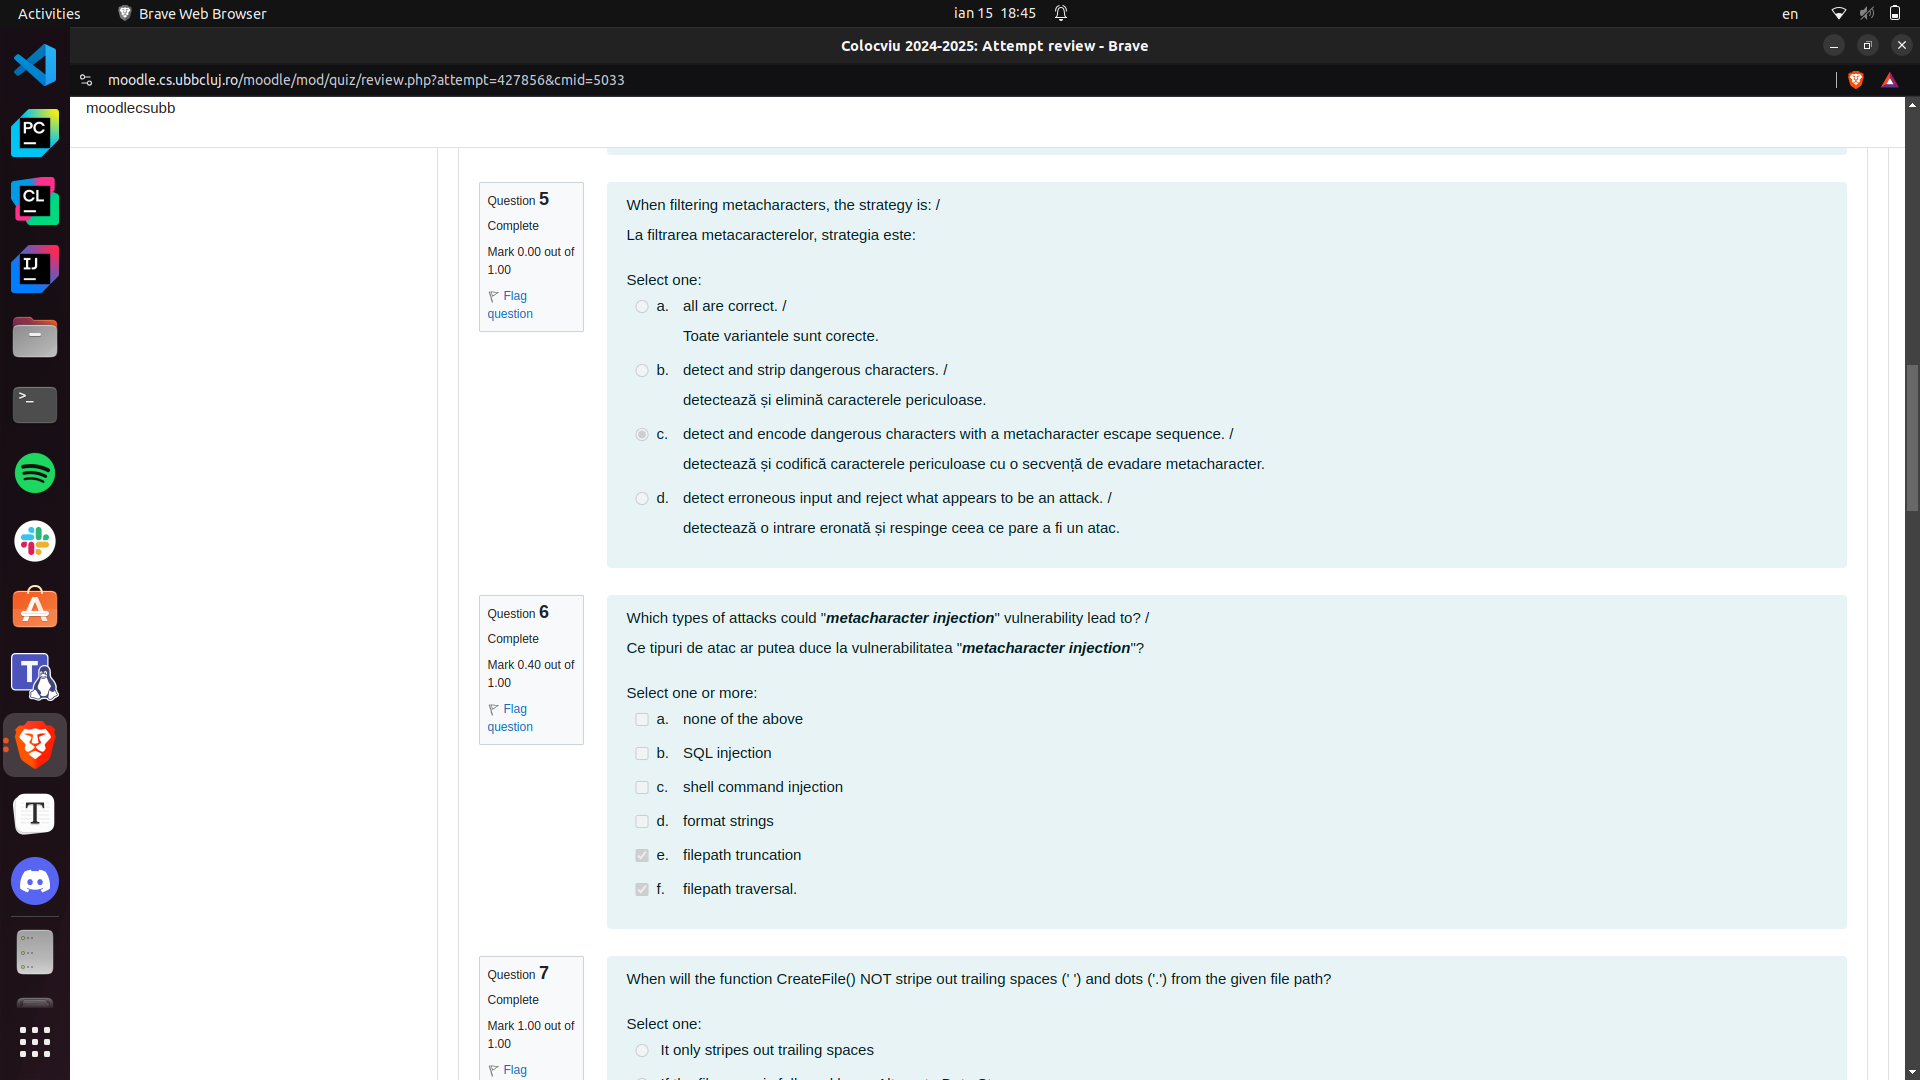 Activities
Brave Web Browser
ian 15 18:45
en
Colocviu 2024-2025: Attempt review - Brave
moodle.cs.ubbcluj.ro/moodle/mod/quiz/review.php?attempt=427856&cmid=5033
moodlecsubb
Question 5
Complete
Mark 0.00 out of
1.00
Flag
question
When filtering metacharacters, the strategy is: /
La filtrarea metacaracterelor, strategia este:
Select one:
a. all are correct. /
Toate variantele sunt corecte.
b. detect and strip dangerous characters. /
detectează și elimină caracterele periculoase.
c. detect and encode dangerous characters with a metacharacter escape sequence. /
detectează și codifică caracterele periculoase cu o secvență de evadare metacharacter.
d. detect erroneous input and reject what appears to be an attack. /
detectează o intrare eronată și respinge ceea ce pare a fi un atac.
Question 6
Complete
Mark 0.40 out of
1.00
Flag
question
Which types of attacks could "metacharacter injection" vulnerability lead to? /
Ce tipuri de atac ar putea duce la vulnerabilitatea "metacharacter injection"?
Select one or more:
a. none of the above
b. SQL injection
c. shell command injection
d. format strings
e. filepath truncation
f. filepath traversal.
Question 7
Complete
Mark 1.00 out of
1.00
Flag
When will the function CreateFile() NOT stripe out trailing spaces (' ') and dots ('.') from the given file path?
Select one:
It only stripes out trailing spaces
PC
CL
IJ
>_
T
T